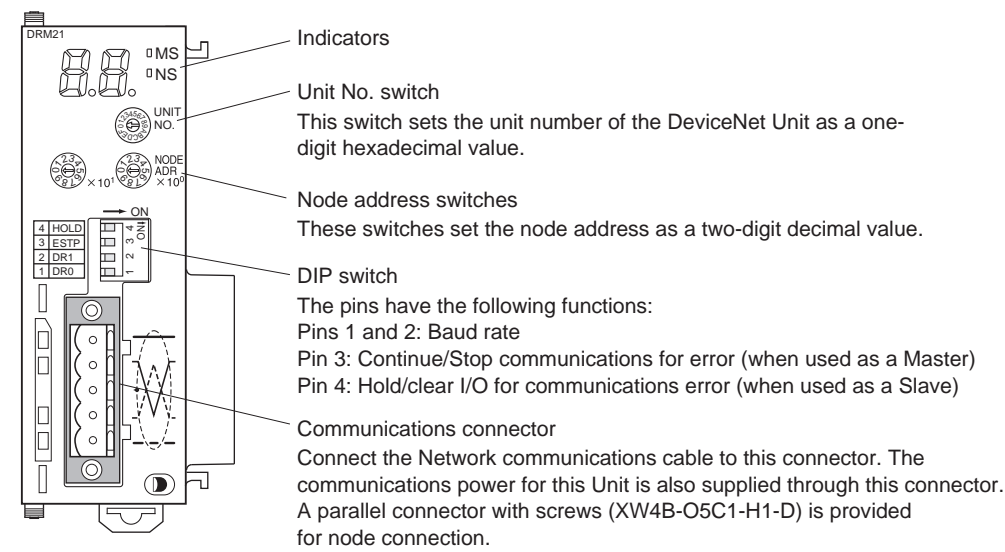 DRM21
8.8.
MS
NS
UNIT
NO.
0123456789ABCDEF
0123456789
×10¹
0123456789
NODE
ADR
×10⁰
ON
4 HOLD
3 ESTP
2 DR1
1 DR0
ON
4
3
2
1
Indicators
Unit No. switch
This switch sets the unit number of the DeviceNet Unit as a one-
digit hexadecimal value.
Node address switches
These switches set the node address as a two-digit decimal value.
DIP switch
The pins have the following functions:
Pins 1 and 2: Baud rate
Pin 3: Continue/Stop communications for error (when used as a Master)
Pin 4: Hold/clear I/O for communications error (when used as a Slave)
Communications connector
Connect the Network communications cable to this connector. The
communications power for this Unit is also supplied through this connector.
A parallel connector with screws (XW4B-O5C1-H1-D) is provided
for node connection.